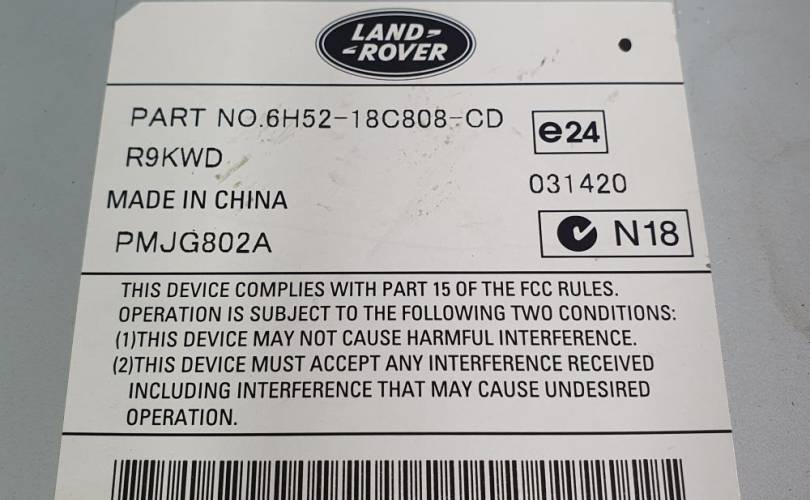 LAND-
-ROVER
PART NO.6H52-18C808-CD
e24
R9KWD
031420
MADE IN CHINA
N18
PMJG802A
THIS DEVICE COMPLIES WITH PART 15 OF THE FCC RULES.
OPERATION IS SUBJECT TO THE FOLLOWING TWO CONDITIONS:
(1)THIS DEVICE MAY NOT CAUSE HARMFUL INTERFERENCE.
(2)THIS DEVICE MUST ACCEPT ANY INTERFERENCE RECEIVED
INCLUDING INTERFERENCE THAT MAY CAUSE UNDESIRED
OPERATION.